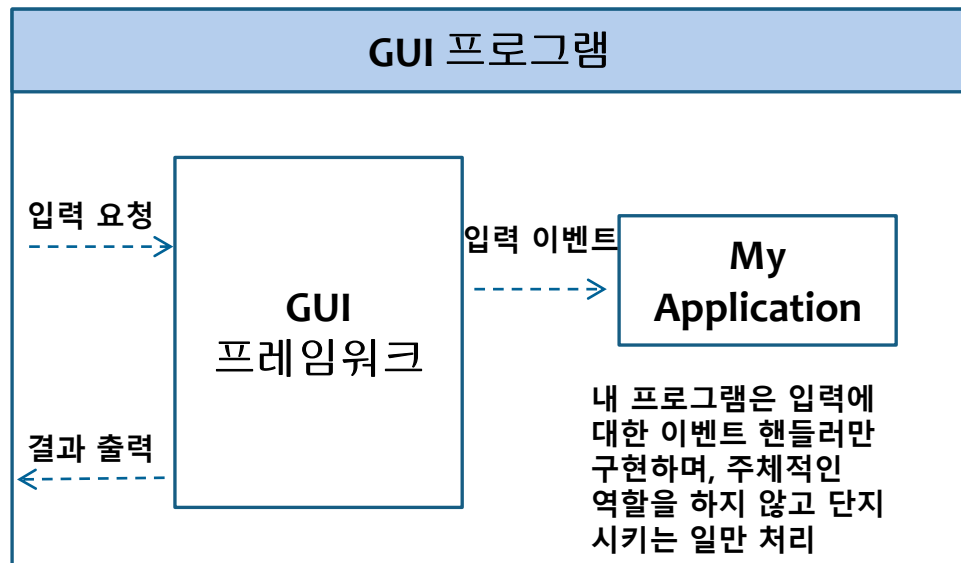 GUI 프로그램
입력 요청
입력 이벤트
My
Application
GUI
프레임워크
결과 출력
내 프로그램은 입력에
대한 이벤트 핸들러만
구현하며, 주체적인
역할을 하지 않고 단지
시키는 일만 처리